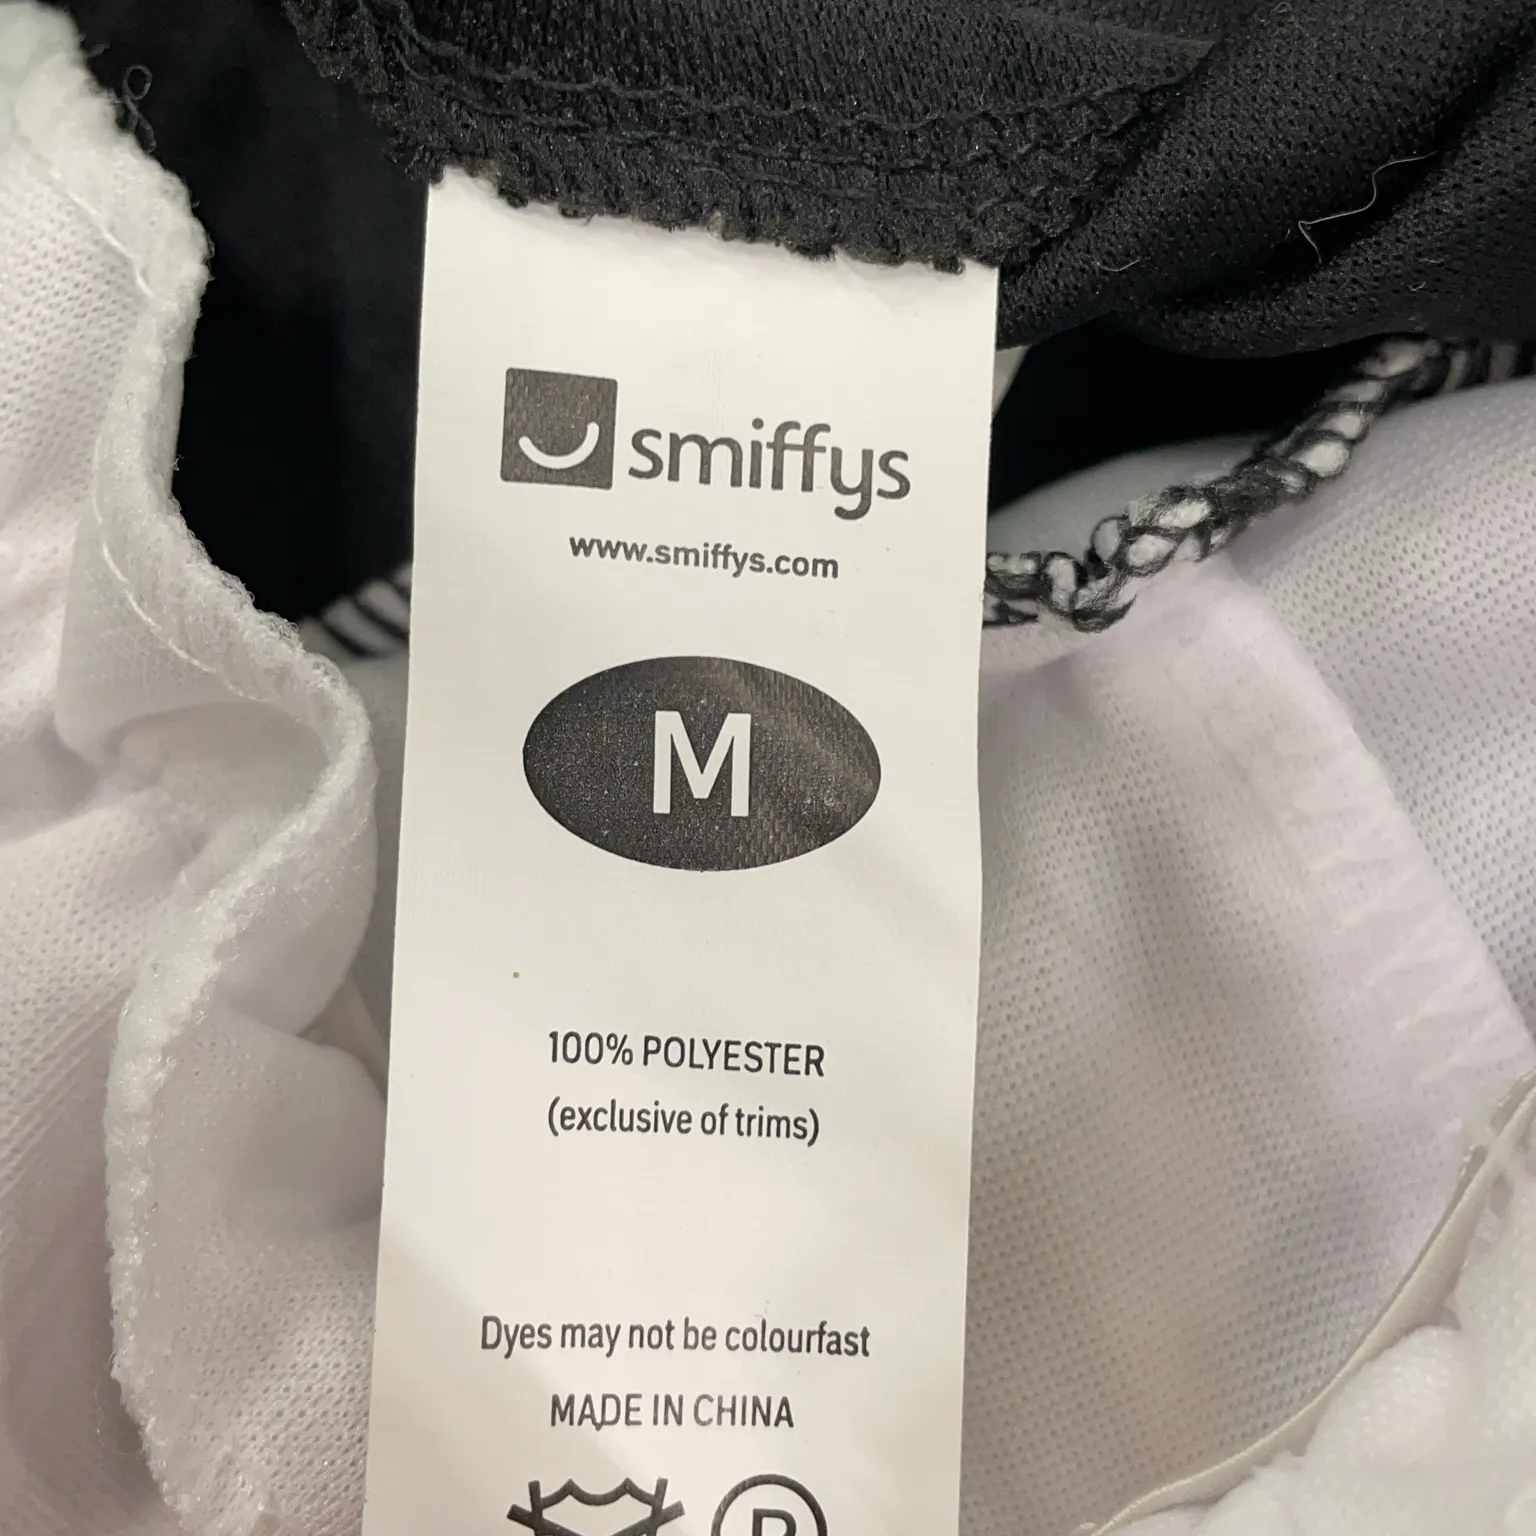 smiffys
www.smiffys.com
M
100% POLYESTER
(exclusive of trims)
Dyes may not be colourfast
MADE IN CHINA
P